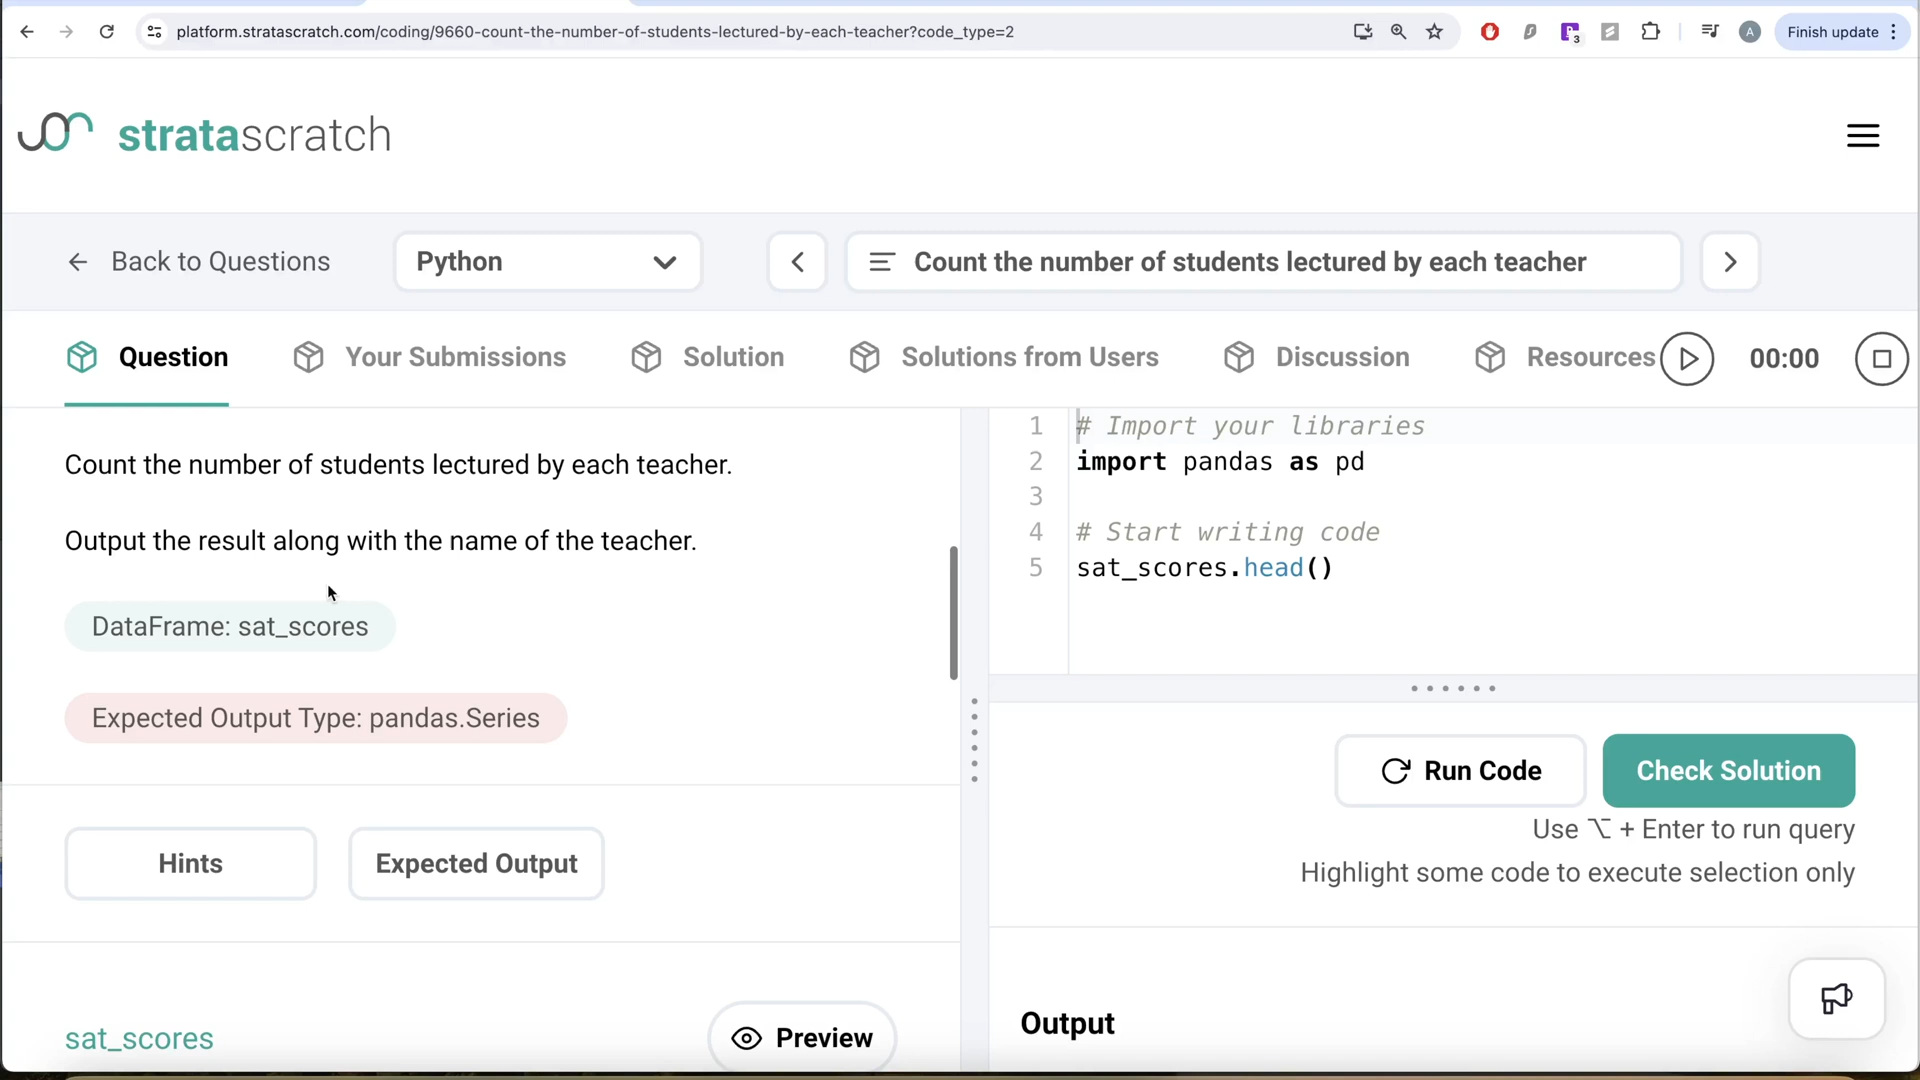 platform.stratascratch.com/coding/9660-count-the-number-of-students-lectured-by-each-teacher?code_type=2
3
A
Finish update
stratascratch
Back to Questions
Python
Count the number of students lectured by each teacher
Question
Your Submissions
Solution
Solutions from Users
Discussion
Resources
00:00
Count the number of students lectured by each teacher.
Output the result along with the name of the teacher.
DataFrame: sat_scores
Expected Output Type: pandas.Series
Hints
Expected Output
sat_scores
Preview
1 # Import your libraries
2 import pandas as pd
3
4 # Start writing code
5 sat_scores.head()
Run Code
Check Solution
Use ⌥ + Enter to run query
Highlight some code to execute selection only
Output